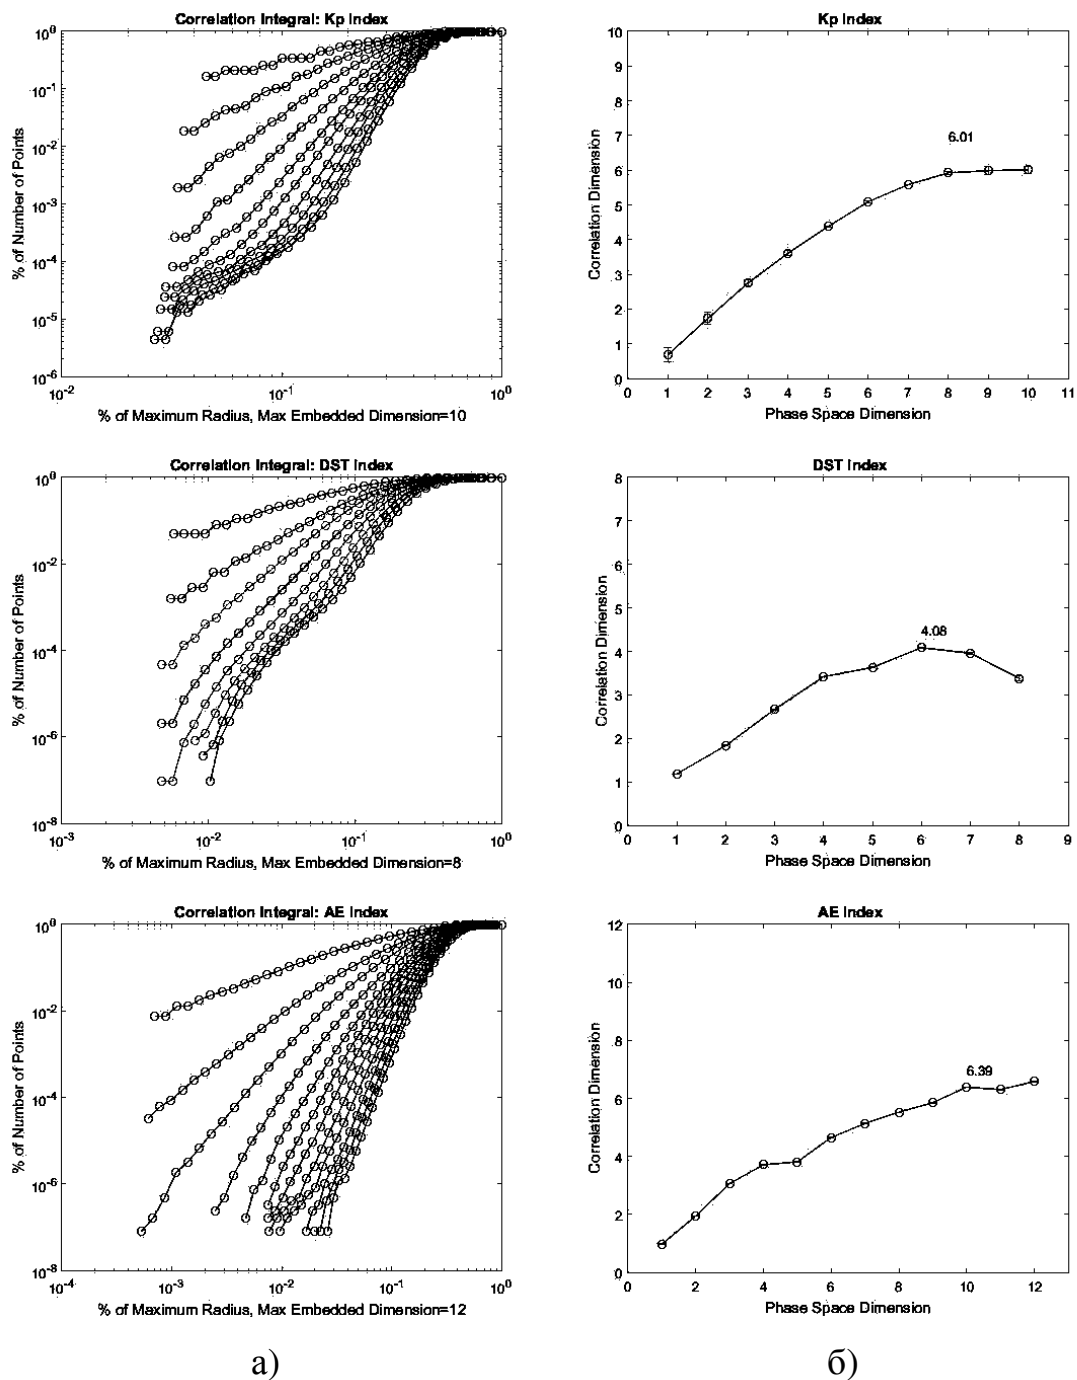 Correlation Integral: Kp Index
10^0
10^-1
10^-2
10^-3
10^-4
10^-5
10^-6
% of Number of Points
10^-2
10^-1
10^0
% of Maximum Radius, Max Embedded Dimension=10
Kp Index
10
9
8
7
6
5
4
3
2
1
0
Correlation Dimension
6.01
0 1 2 3 4 5 6 7 8 9 10 11
Phase Space Dimension
Correlation Integral: DST Index
10^0
10^-2
10^-4
10^-6
10^-8
% of Number of Points
10^-3
10^-2
10^-1
10^0
% of Maximum Radius, Max Embedded Dimension=8
DST Index
8
7
6
5
4
3
2
1
0
Correlation Dimension
4.08
0 1 2 3 4 5 6 7 8 9
Phase Space Dimension
Correlation Integral: AE Index
10^0
10^-2
10^-4
10^-6
10^-8
% of Number of Points
10^-4
10^-3
10^-2
10^-1
10^0
% of Maximum Radius, Max Embedded Dimension=12
AE Index
12
10
8
6
4
2
0
Correlation Dimension
6.39
0 2 4 6 8 10 12
Phase Space Dimension
а)
б)